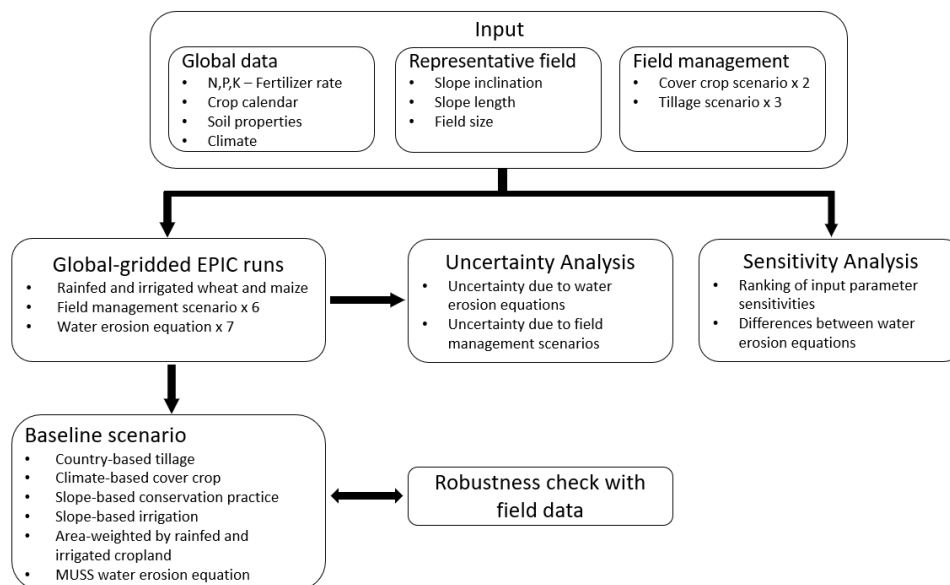 Input
Global data
• N,P,K – Fertilizer rate
• Crop calendar
• Soil properties
• Climate
Representative field
• Slope inclination
• Slope length
• Field size
Field management
• Cover crop scenario x 2
• Tillage scenario x 3
Global-gridded EPIC runs
• Rainfed and irrigated wheat and maize
• Field management scenario x 6
• Water erosion equation x 7
Uncertainty Analysis
• Uncertainty due to water
erosion equations
• Uncertainty due to field
management scenarios
Sensitivity Analysis
• Ranking of input parameter
sensitivities
• Differences between water
erosion equations
Baseline scenario
• Country-based tillage
• Climate-based cover crop
• Slope-based conservation practice
• Slope-based irrigation
• Area-weighted by rainfed and
irrigated cropland
• MUSS water erosion equation
Robustness check with
field data